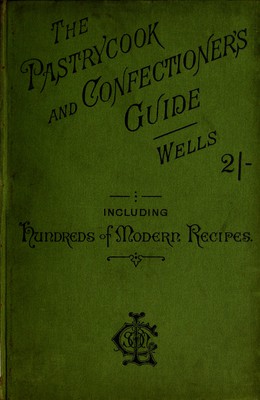 The
Pastrycook
and Confectioner's
Guide
Wells
2/-
Including
Hundreds of Modern Recipes.